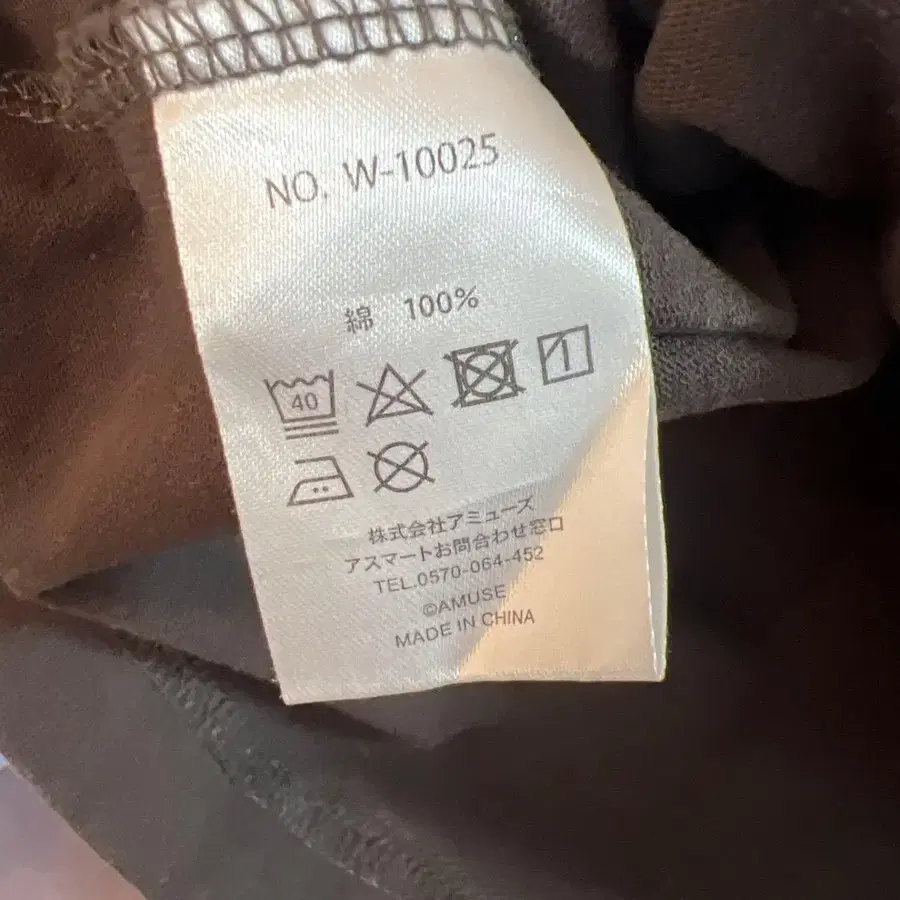 NO. W-10025
綿 100%
40
株式会社アミューズ
アスマートお問合わせ窓口
TEL.0570-064-452
©AMUSE
MADE IN CHINA